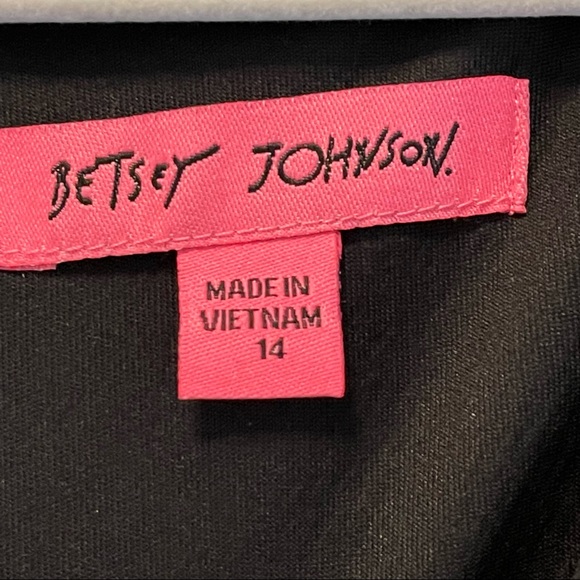 BETSEY JOHNSON.
MADE IN
VIETNAM
14